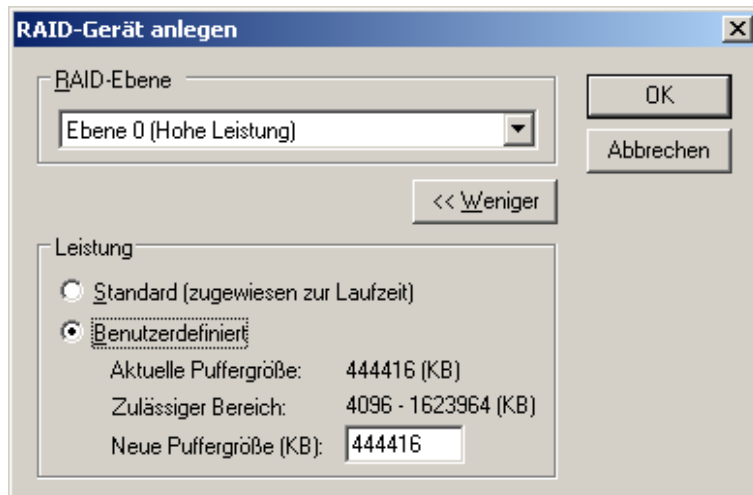 RAID-Gerät anlegen
RAID-Ebene
Ebene 0 (Hohe Leistung)
OK
Abbrechen
<< Weniger
Leistung
Standard (zugewiesen zur Laufzeit)
Benutzerdefiniert
Aktuelle Puffergröße: 444416 (KB)
Zulässiger Bereich: 4096 - 1623964 (KB)
Neue Puffergröße (KB): 444416